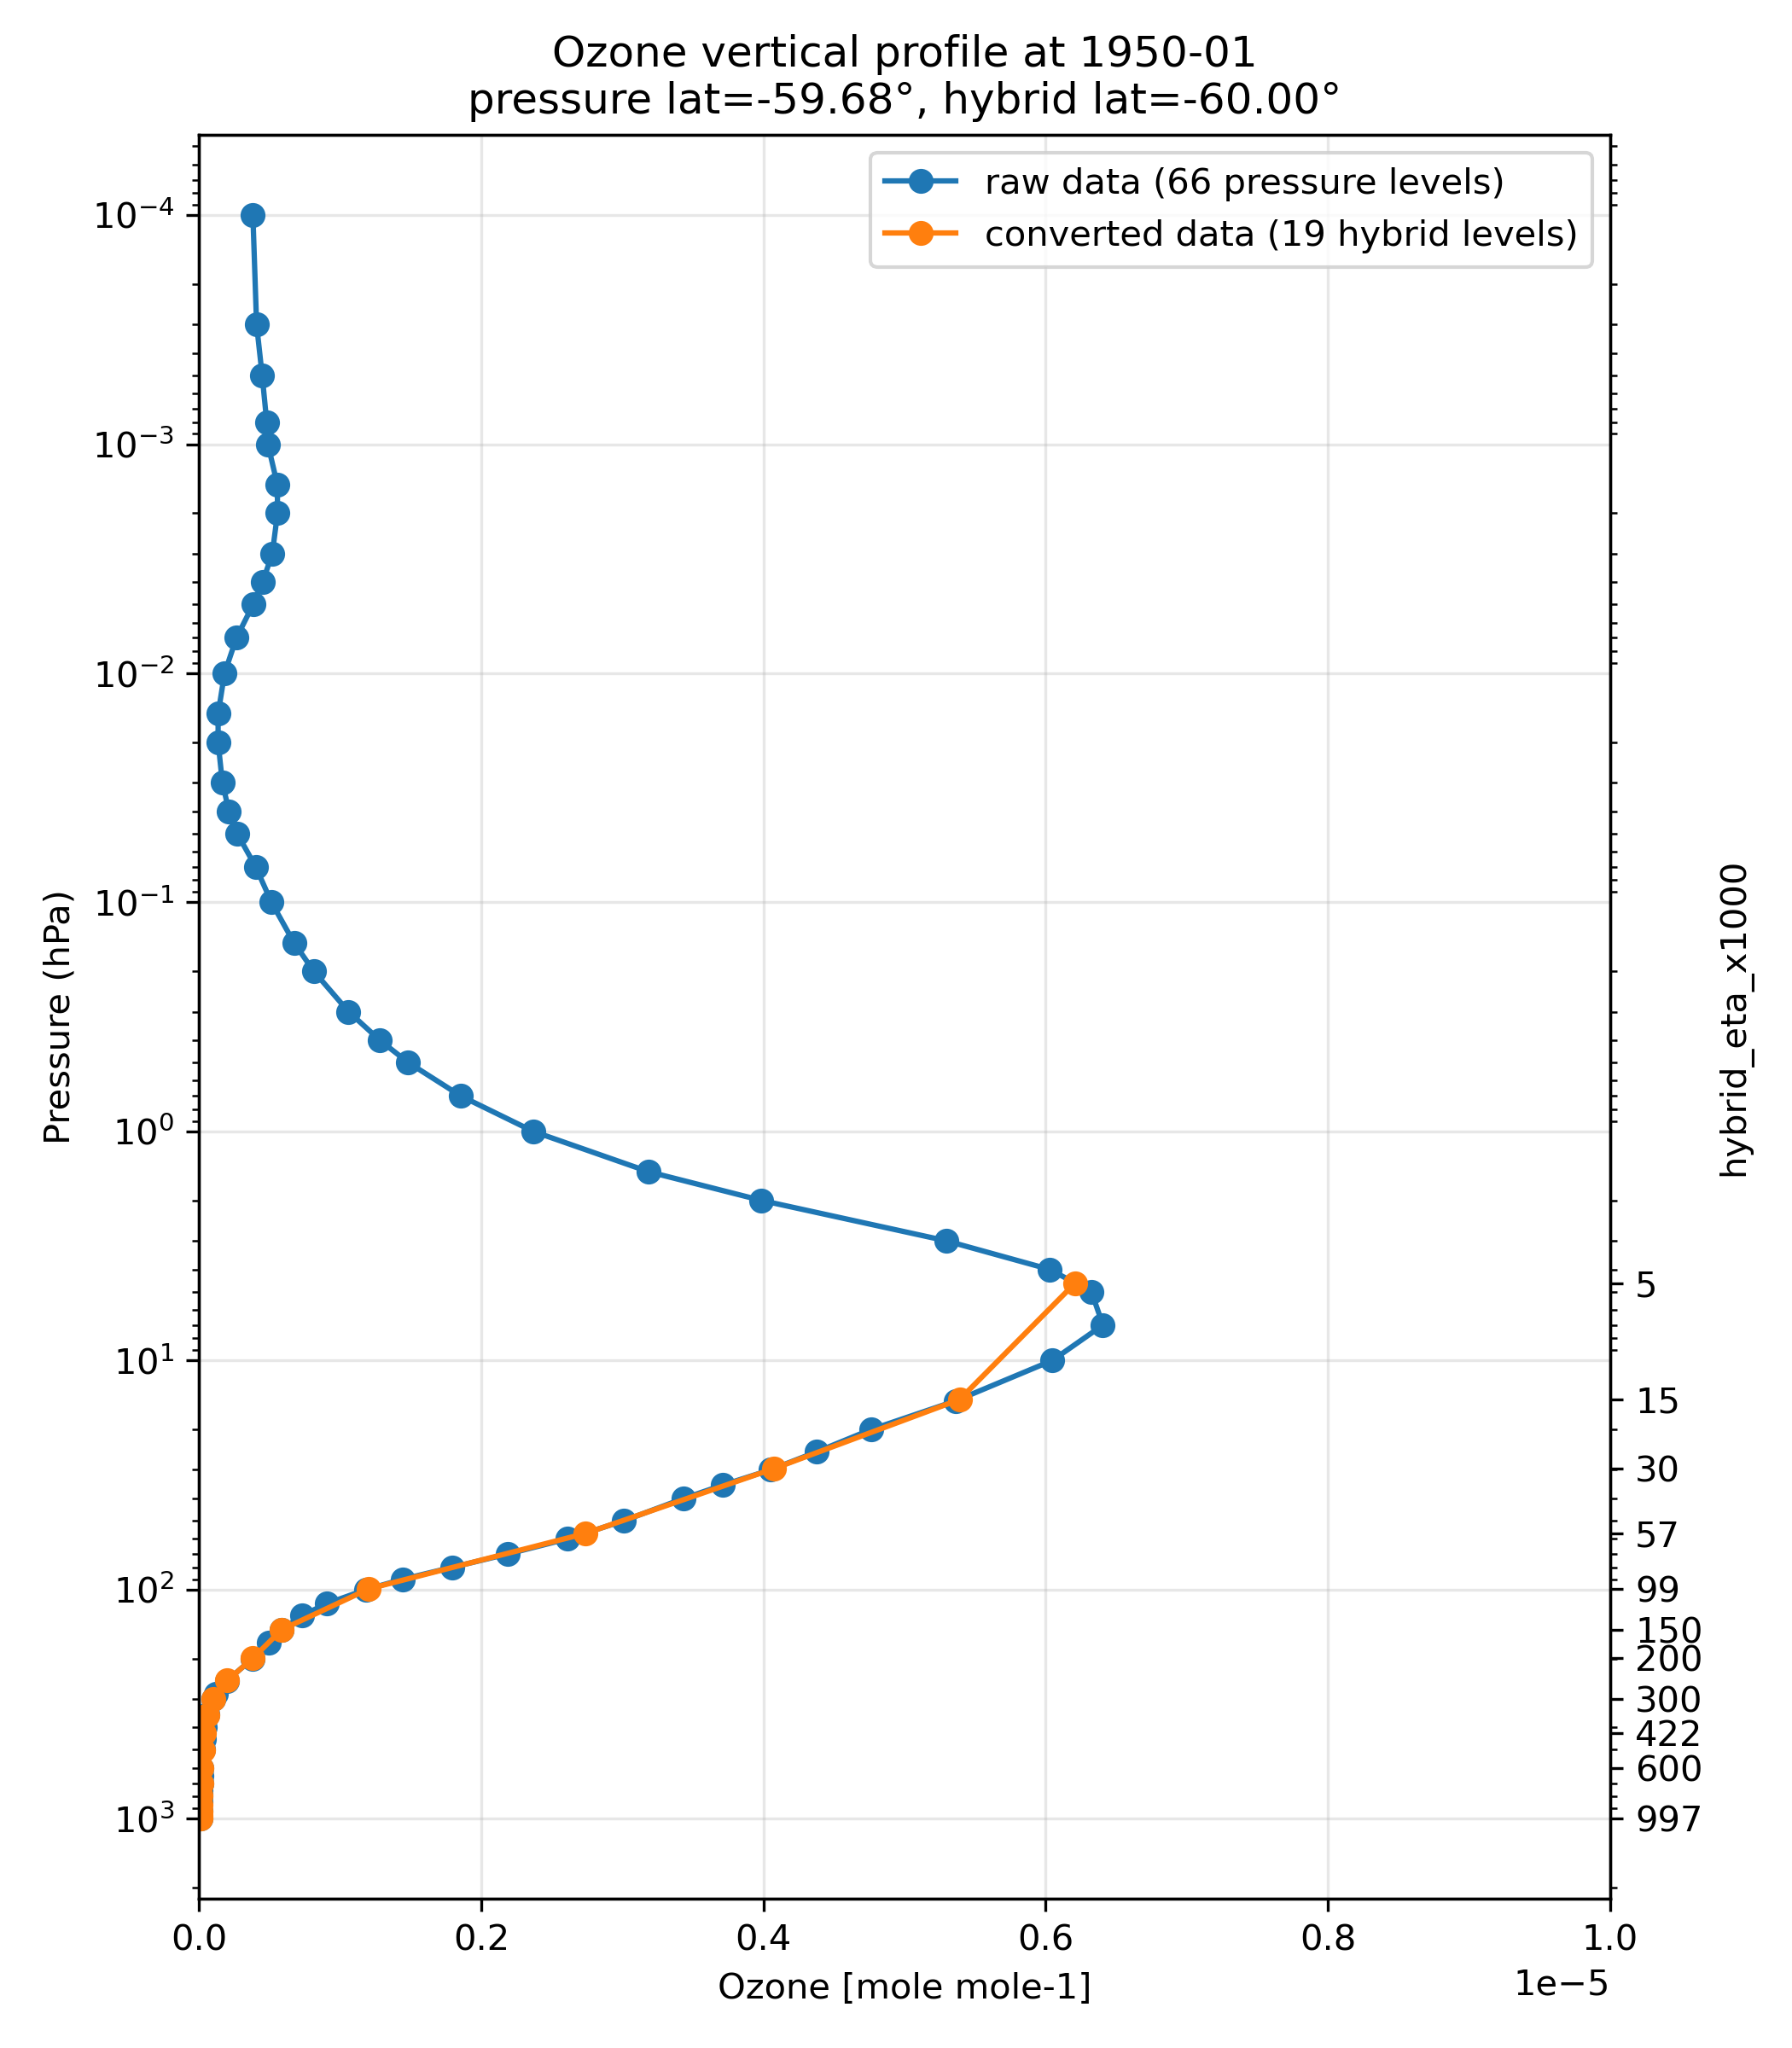 Ozone vertical profile at 1950-01
pressure lat=-59.68°, hybrid lat=-60.00°
raw data (66 pressure levels)
converted data (19 hybrid levels)
Pressure (hPa)
10⁻⁴
10⁻³
10⁻²
10⁻¹
10⁰
10¹
10²
10³
hybrid_eta_x1000
5
15
30
57
99
150
200
300
422
600
997
0.0 0.2 0.4 0.6 0.8 1.0
1e−5
Ozone [mole mole-1]